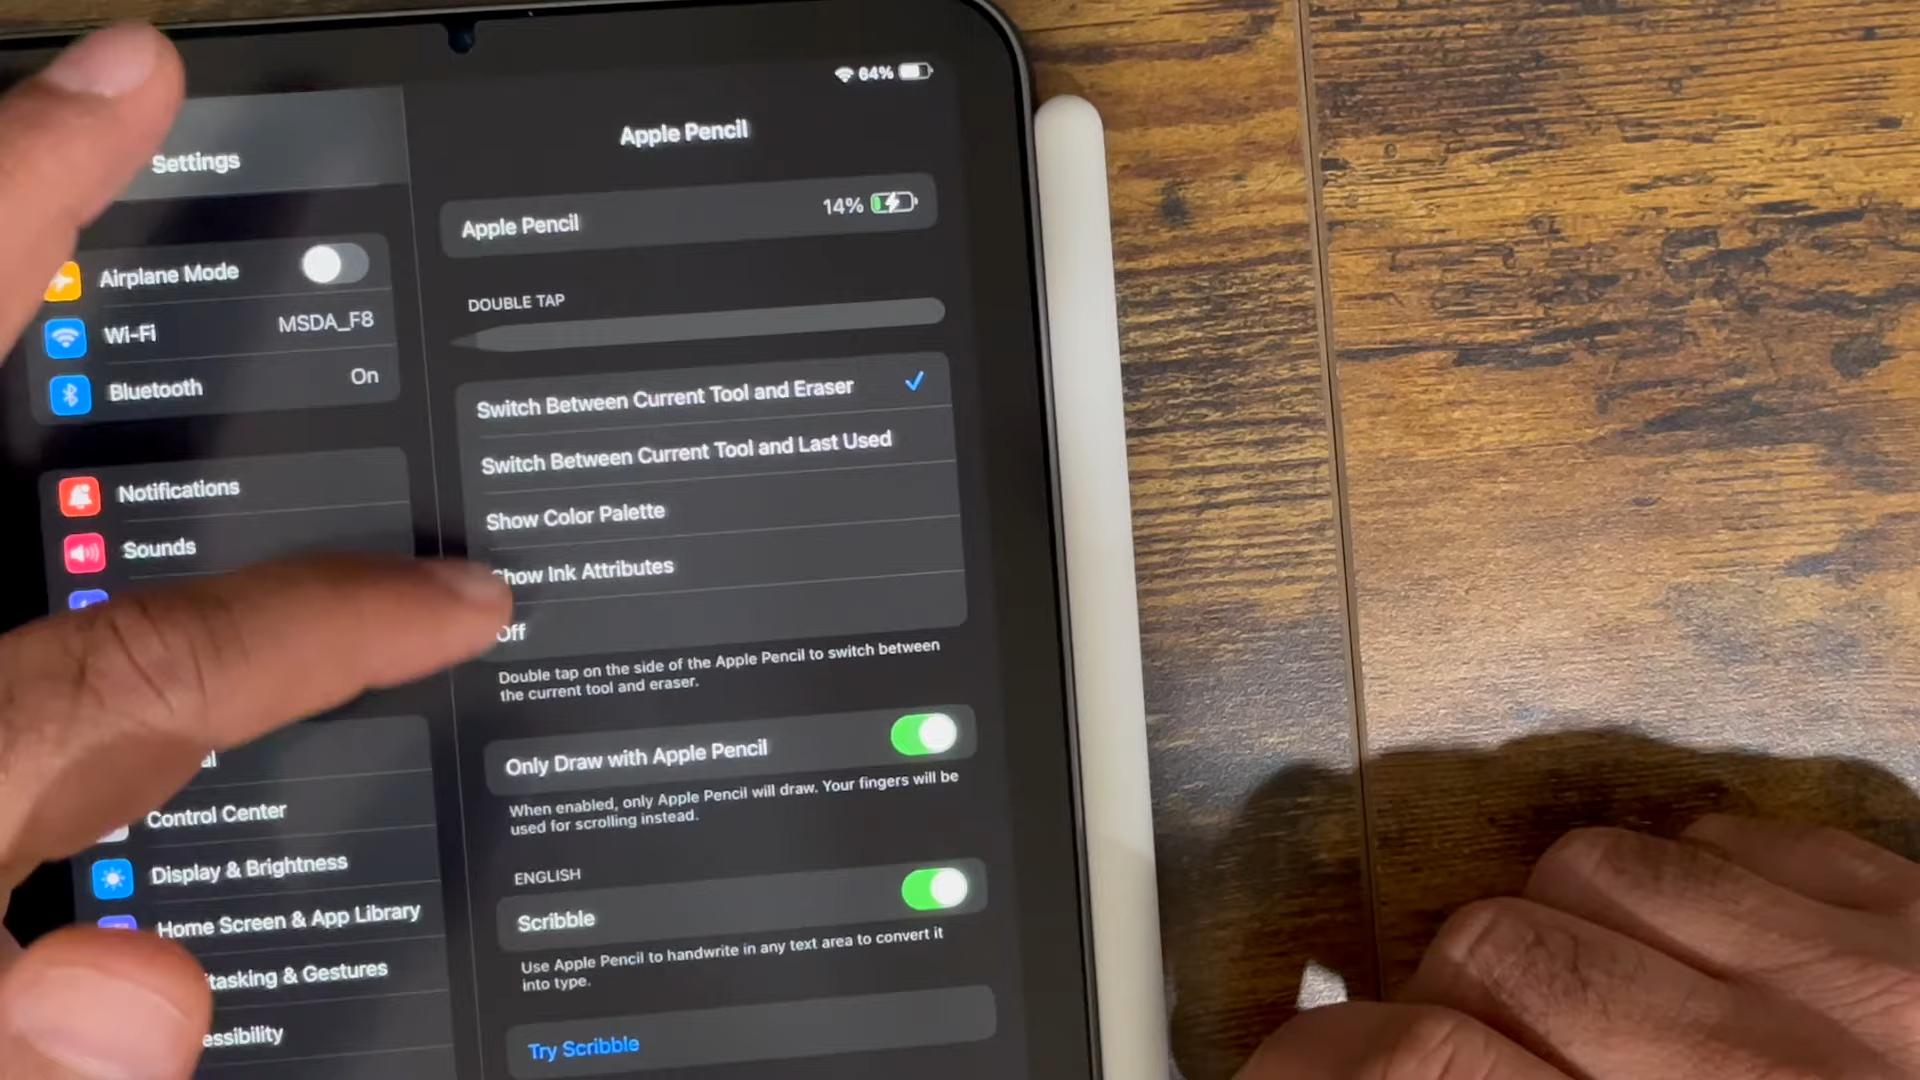 64%
Settings
Airplane Mode
Wi-Fi MSDA_F8
Bluetooth On
Notifications
Sounds
Control Center
Display & Brightness
Home Screen & App Library
tasking & Gestures
essibility
Apple Pencil
Apple Pencil 14%
DOUBLE TAP
Switch Between Current Tool and Eraser
Switch Between Current Tool and Last Used
Show Color Palette
Show Ink Attributes
Off
Double tap on the side of the Apple Pencil to switch between
the current tool and eraser.
Only Draw with Apple Pencil
When enabled, only Apple Pencil will draw. Your fingers will be
used for scrolling instead.
ENGLISH
Scribble
Use Apple Pencil to handwrite in any text area to convert it
into type.
Try Scribble